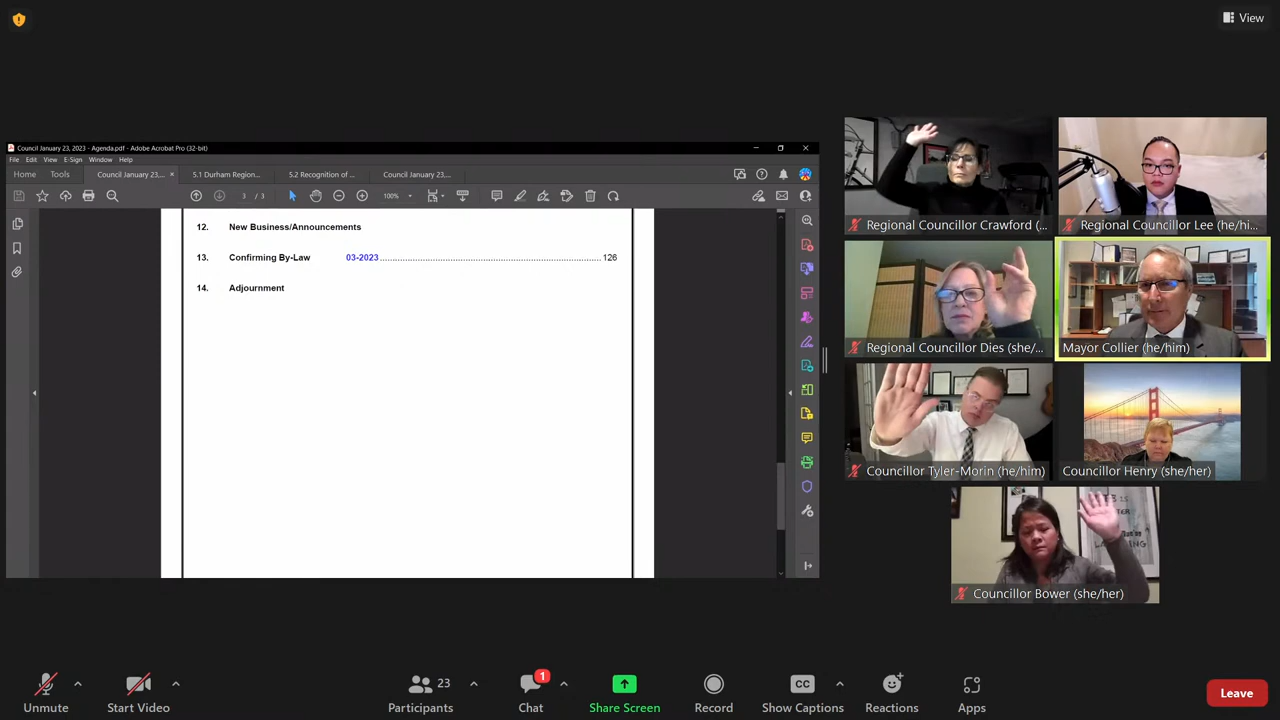 View
Council January 23, 2023 - Agenda.pdf - Adobe Acrobat Pro (32-bit)
File Edit View E-Sign Window Help
Home Tools Council January 23,... × 5.1 Durham Region... 5.2 Recognition of ... Council January 23,...
3 / 3 100%
12. New Business/Announcements
13. Confirming By-Law 03-2023 126
14. Adjournment
Regional Councillor Crawford (...
Regional Councillor Lee (he/hi...
Regional Councillor Dies (she/...
Mayor Collier (he/him)
Councillor Tyler-Morin (he/him)
Councillor Henry (she/her)
Councillor Bower (she/her)
Unmute
Start Video
23
Participants
1
Chat
Share Screen
Record
CC
Show Captions
Reactions
Apps
Leave